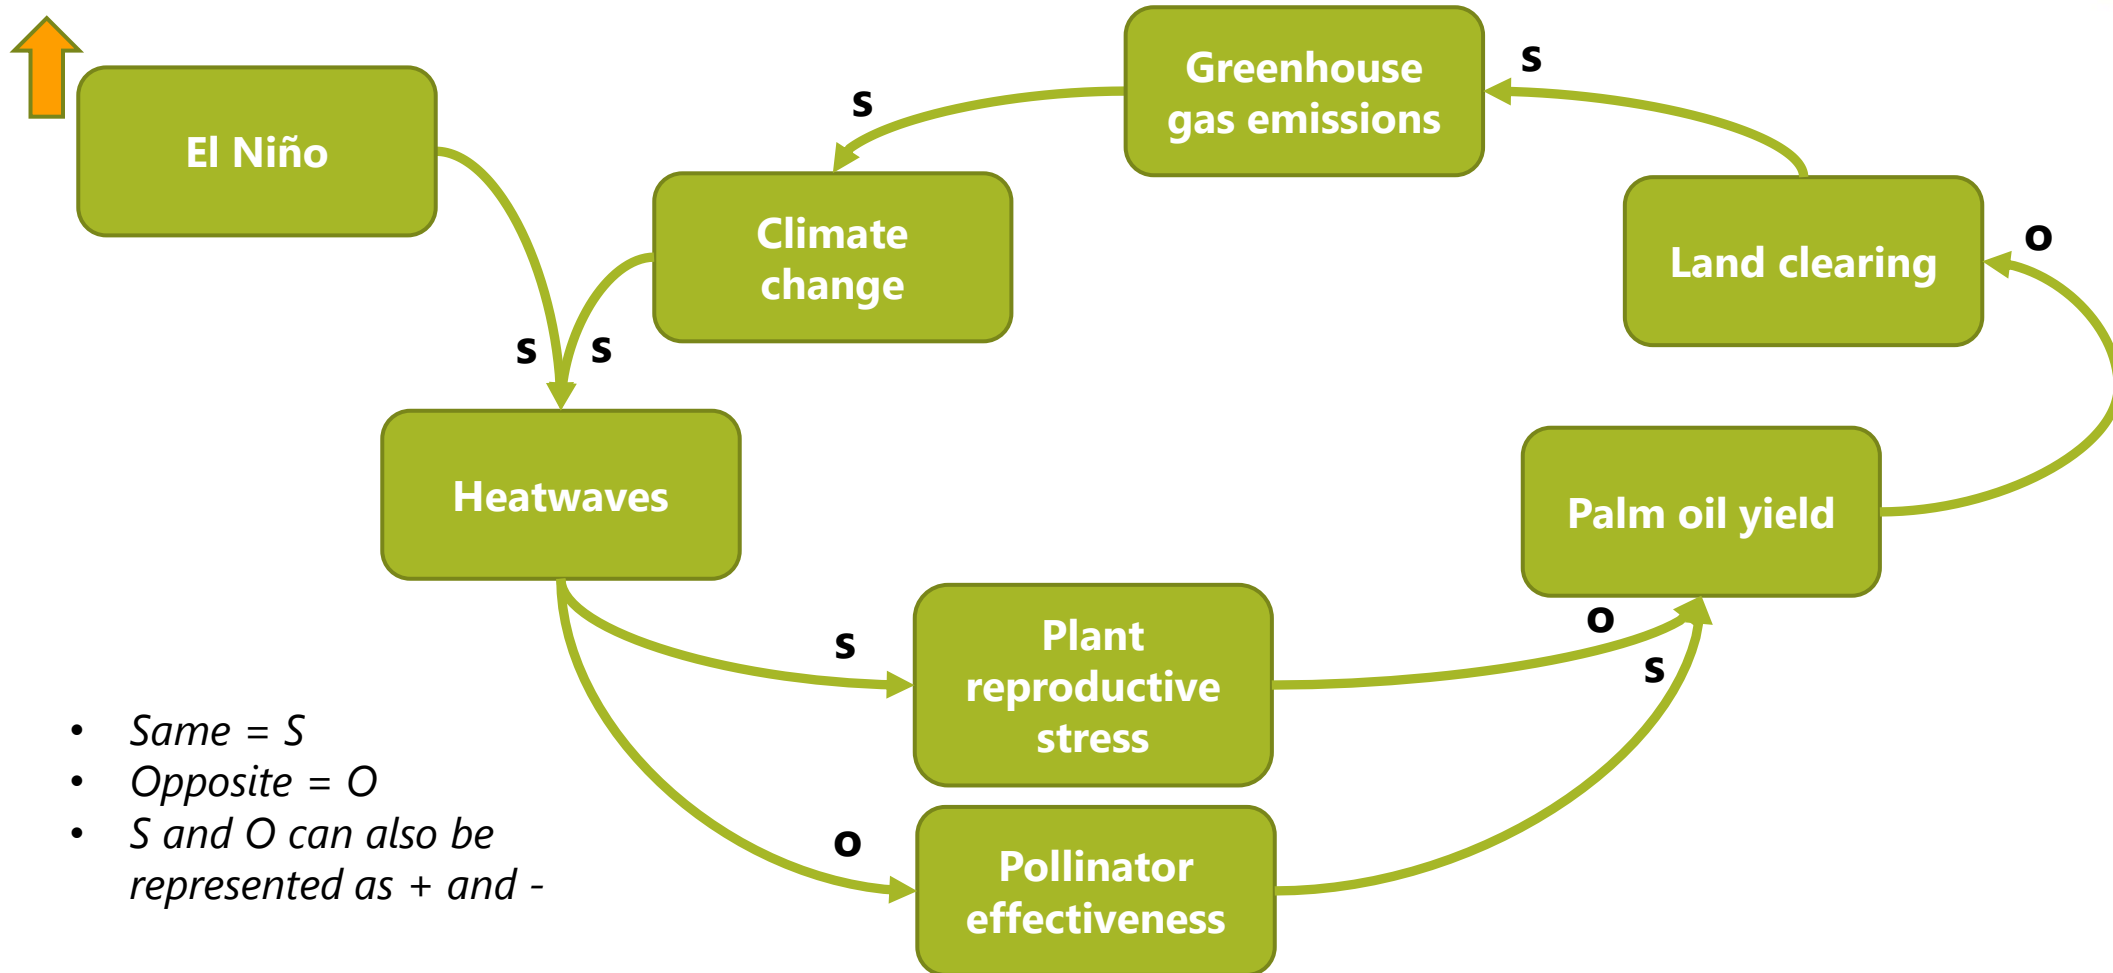 El Niño
s
s
Climate
change
s
Greenhouse
gas emissions
s
Land clearing
o
Palm oil yield
Heatwaves
s
o
Plant
reproductive
stress
o
s
Pollinator
effectiveness
• Same = S
• Opposite = O
• S and O can also be
represented as + and -